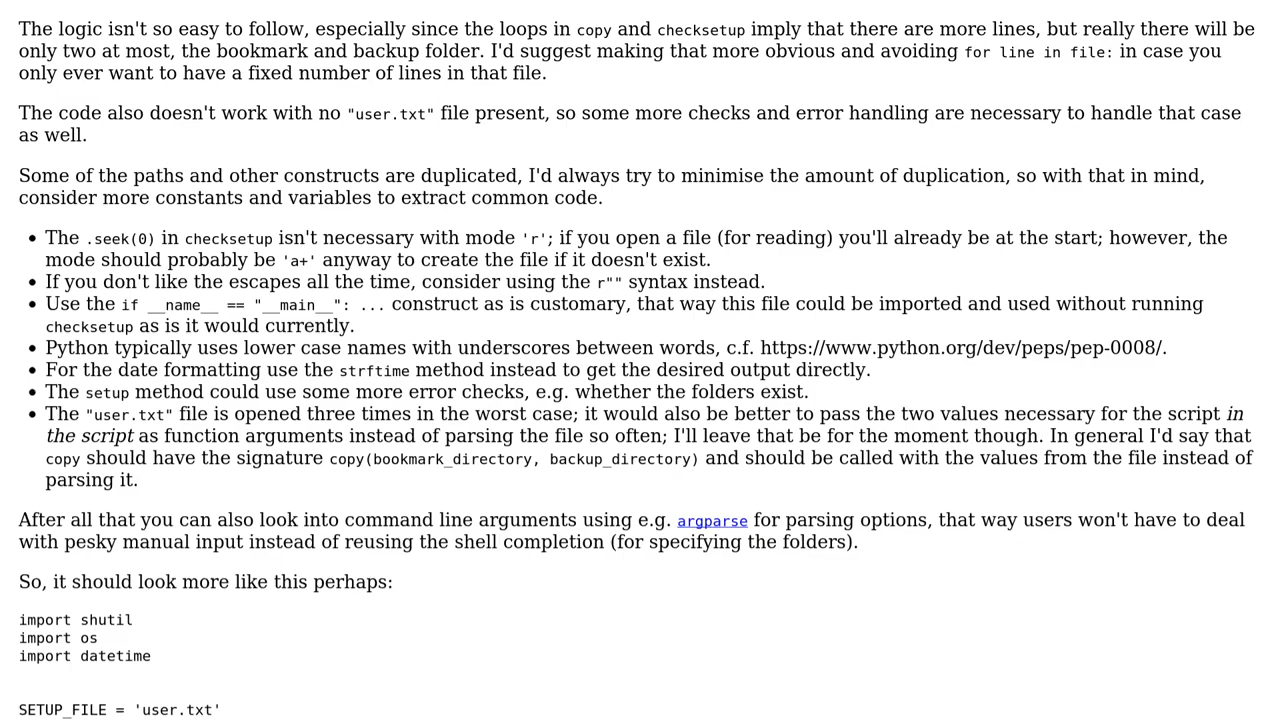 The logic isn't so easy to follow, especially since the loops in copy and checksetup imply that there are more lines, but really there will be
only two at most, the bookmark and backup folder. I'd suggest making that more obvious and avoiding for line in file: in case you
only ever want to have a fixed number of lines in that file.
The code also doesn't work with no "user.txt" file present, so some more checks and error handling are necessary to handle that case
as well.
Some of the paths and other constructs are duplicated, I'd always try to minimise the amount of duplication, so with that in mind,
consider more constants and variables to extract common code.
• The .seek(0) in checksetup isn't necessary with mode 'r'; if you open a file (for reading) you'll already be at the start; however, the
mode should probably be 'a+' anyway to create the file if it doesn't exist.
• If you don't like the escapes all the time, consider using the r"" syntax instead.
• Use the if __name__ == "__main__": ... construct as is customary, that way this file could be imported and used without running
checksetup as is it would currently.
• Python typically uses lower case names with underscores between words, c.f. https://www.python.org/dev/peps/pep-0008/.
• For the date formatting use the strftime method instead to get the desired output directly.
• The setup method could use some more error checks, e.g. whether the folders exist.
• The "user.txt" file is opened three times in the worst case; it would also be better to pass the two values necessary for the script in
the script as function arguments instead of parsing the file so often; I'll leave that be for the moment though. In general I'd say that
copy should have the signature copy(bookmark_directory, backup_directory) and should be called with the values from the file instead of
parsing it.
After all that you can also look into command line arguments using e.g. argparse for parsing options, that way users won't have to deal
with pesky manual input instead of reusing the shell completion (for specifying the folders).
So, it should look more like this perhaps:
import shutil
import os
import datetime
SETUP_FILE = 'user.txt'